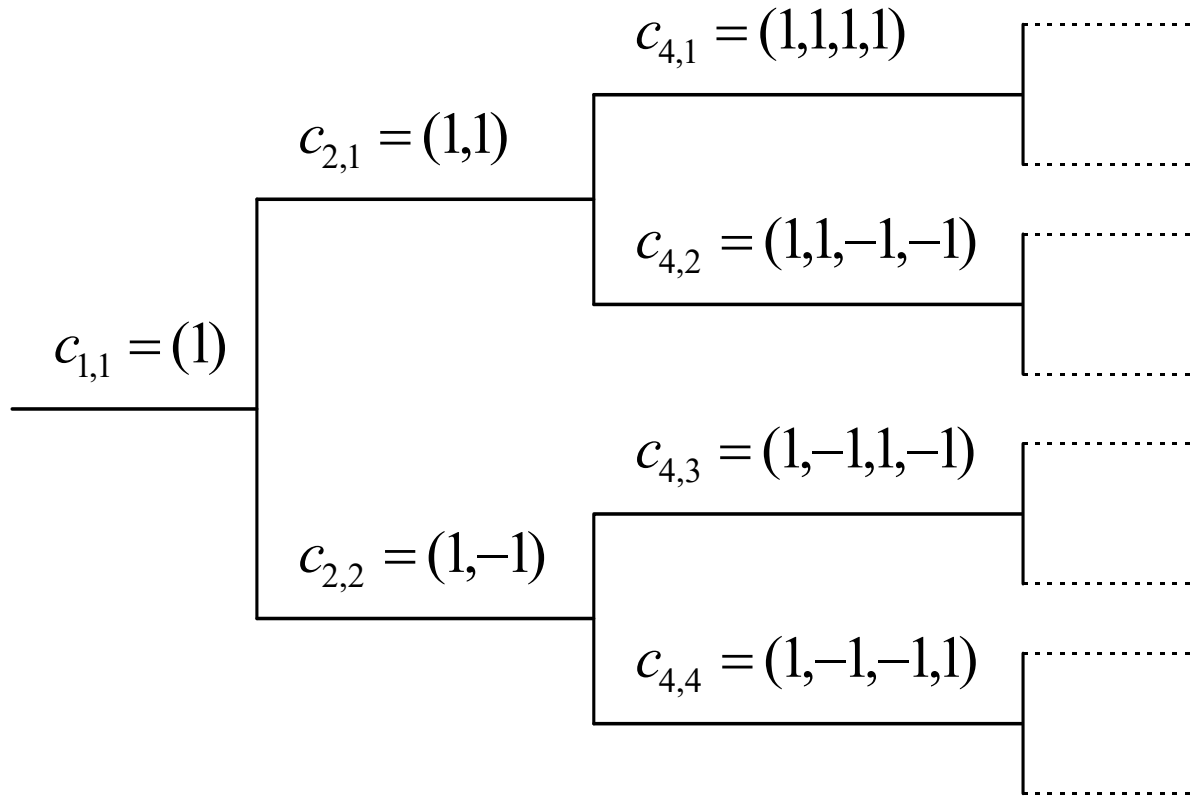 c4,1 = (1,1,1,1)
c2,1 = (1,1)
c4,2 = (1,1,−1,−1)
c1,1 = (1)
c4,3 = (1,−1,1,−1)
c2,2 = (1,−1)
c4,4 = (1,−1,−1,1)